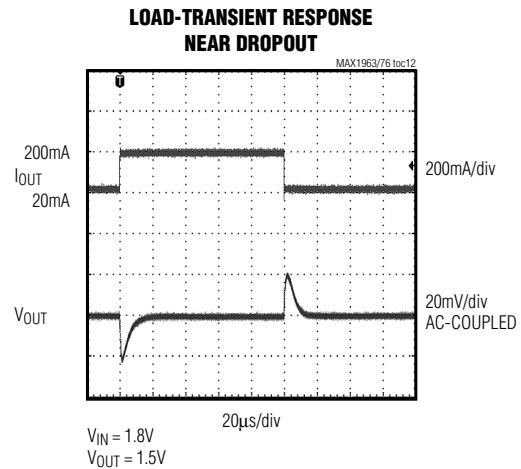 LOAD-TRANSIENT RESPONSE
NEAR DROPOUT
MAX1963/76 toc12
T
200mA
IOUT
20mA
200mA/div
VOUT
20mV/div
AC-COUPLED
20µs/div
VIN = 1.8V
VOUT = 1.5V